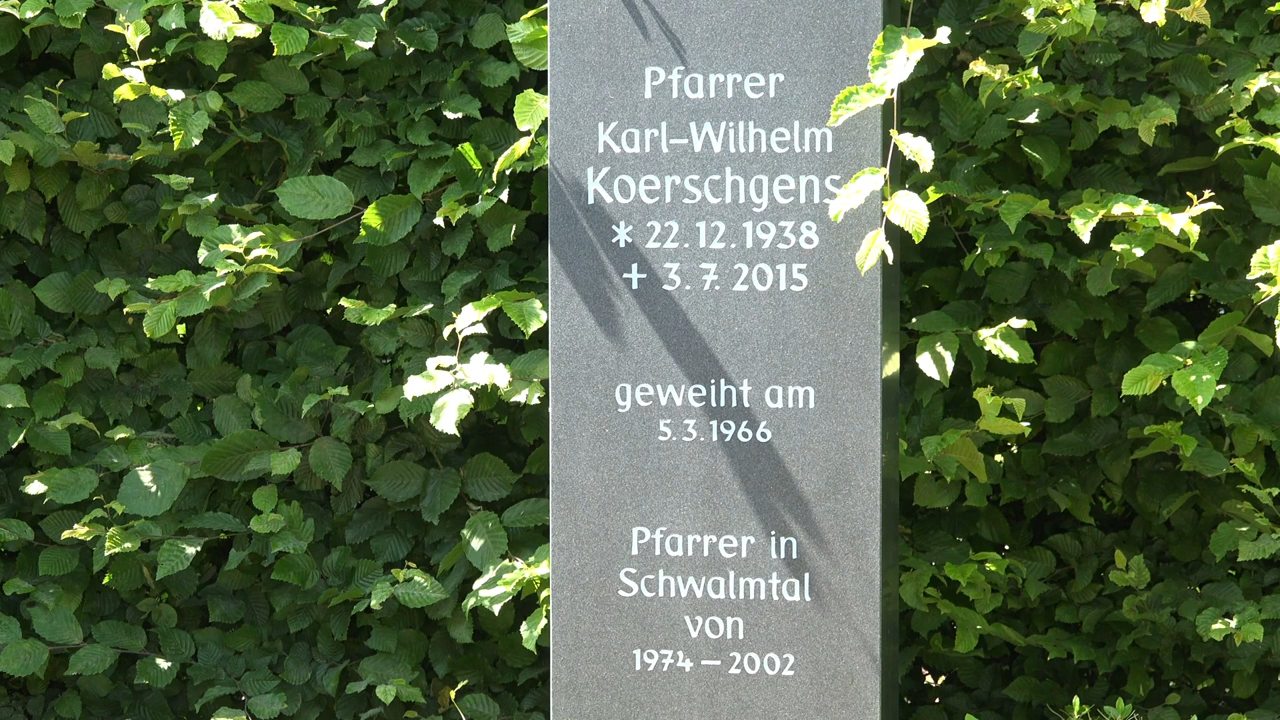 Pfarrer
Karl-Wilhelm
Koerschgens
* 22.12.1938
+ 3.7.2015
geweiht am
5.3.1966
Pfarrer in
Schwalmtal
von
1974 – 2002